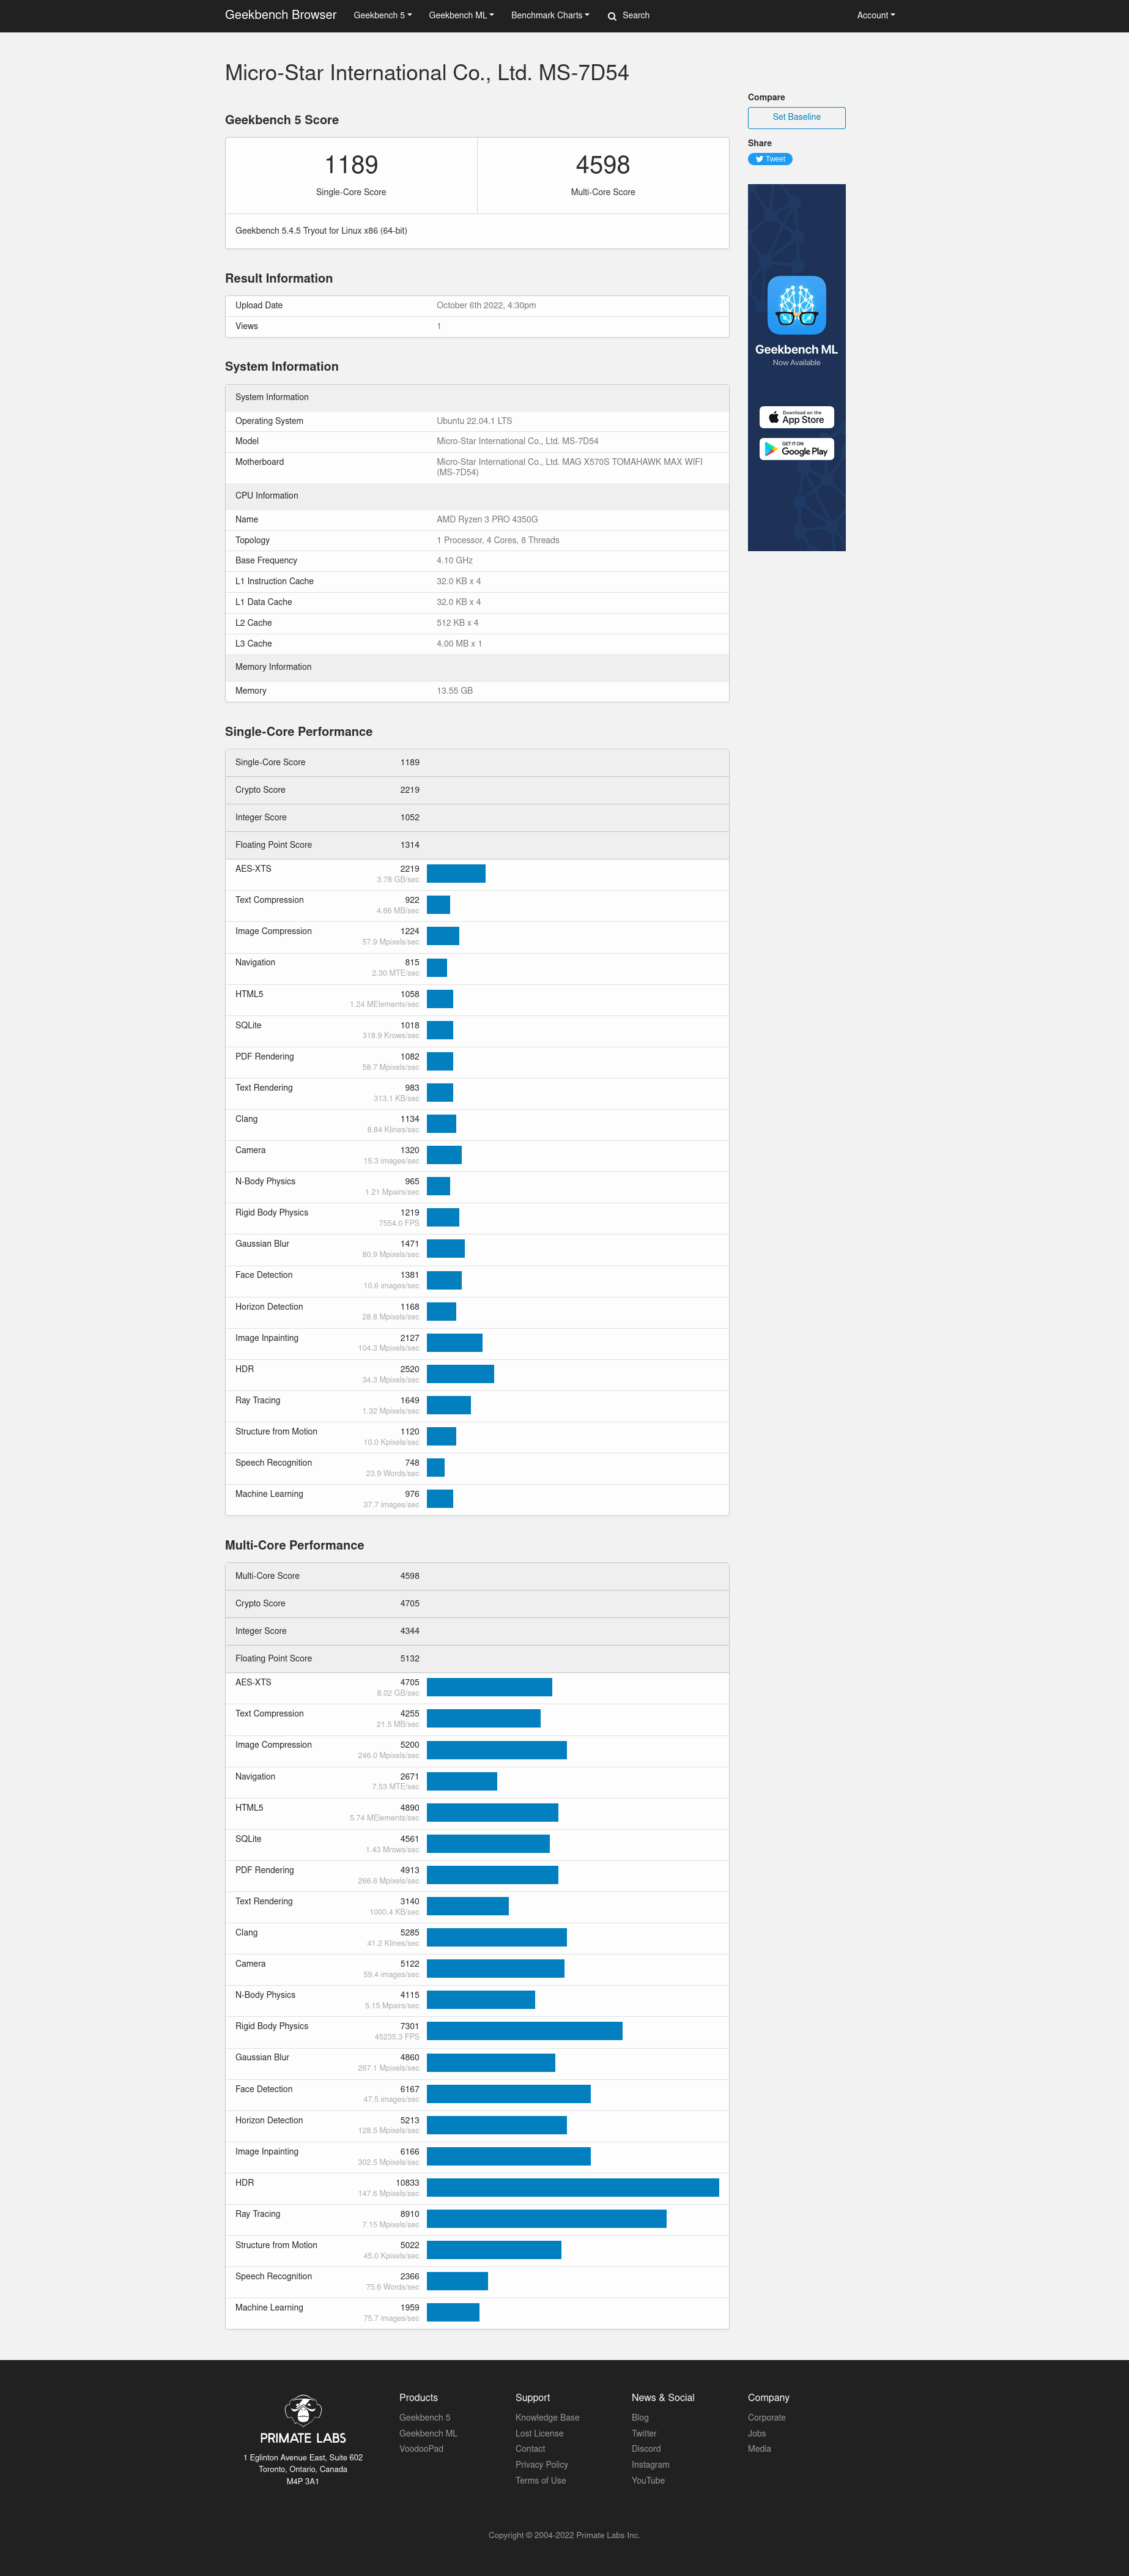 Geekbench Browser Geekbench 5 Geekbench ML Benchmark Charts Search Account
Micro-Star International Co., Ltd. MS-7D54
Compare
Set Baseline
Share
Tweet
Geekbench ML
Now Available
Download on the
App Store
GET IT ON
Google Play
Geekbench 5 Score
1189 4598
Single-Core Score Multi-Core Score
Geekbench 5.4.5 Tryout for Linux x86 (64-bit)
Result Information
Upload Date October 6th 2022, 4:30pm
Views 1
System Information
System Information
Operating System Ubuntu 22.04.1 LTS
Model Micro-Star International Co., Ltd. MS-7D54
Motherboard Micro-Star International Co., Ltd. MAG X570S TOMAHAWK MAX WIFI
(MS-7D54)
CPU Information
Name AMD Ryzen 3 PRO 4350G
Topology 1 Processor, 4 Cores, 8 Threads
Base Frequency 4.10 GHz
L1 Instruction Cache 32.0 KB x 4
L1 Data Cache 32.0 KB x 4
L2 Cache 512 KB x 4
L3 Cache 4.00 MB x 1
Memory Information
Memory 13.55 GB
Single-Core Performance
Single-Core Score 1189
Crypto Score 2219
Integer Score 1052
Floating Point Score 1314
AES-XTS 2219
3.78 GB/sec
Text Compression 922
4.66 MB/sec
Image Compression 1224
57.9 Mpixels/sec
Navigation 815
2.30 MTE/sec
HTML5 1058
1.24 MElements/sec
SQLite 1018
318.9 Krows/sec
PDF Rendering 1082
58.7 Mpixels/sec
Text Rendering 983
313.1 KB/sec
Clang 1134
8.84 Klines/sec
Camera 1320
15.3 images/sec
N-Body Physics 965
1.21 Mpairs/sec
Rigid Body Physics 1219
7554.0 FPS
Gaussian Blur 1471
80.9 Mpixels/sec
Face Detection 1381
10.6 images/sec
Horizon Detection 1168
28.8 Mpixels/sec
Image Inpainting 2127
104.3 Mpixels/sec
HDR 2520
34.3 Mpixels/sec
Ray Tracing 1649
1.32 Mpixels/sec
Structure from Motion 1120
10.0 Kpixels/sec
Speech Recognition 748
23.9 Words/sec
Machine Learning 976
37.7 images/sec
Multi-Core Performance
Multi-Core Score 4598
Crypto Score 4705
Integer Score 4344
Floating Point Score 5132
AES-XTS 4705
8.02 GB/sec
Text Compression 4255
21.5 MB/sec
Image Compression 5200
246.0 Mpixels/sec
Navigation 2671
7.53 MTE/sec
HTML5 4890
5.74 MElements/sec
SQLite 4561
1.43 Mrows/sec
PDF Rendering 4913
266.6 Mpixels/sec
Text Rendering 3140
1000.4 KB/sec
Clang 5285
41.2 Klines/sec
Camera 5122
59.4 images/sec
N-Body Physics 4115
5.15 Mpairs/sec
Rigid Body Physics 7301
45235.3 FPS
Gaussian Blur 4860
267.1 Mpixels/sec
Face Detection 6167
47.5 images/sec
Horizon Detection 5213
128.5 Mpixels/sec
Image Inpainting 6166
302.5 Mpixels/sec
HDR 10833
147.6 Mpixels/sec
Ray Tracing 8910
7.15 Mpixels/sec
Structure from Motion 5022
45.0 Kpixels/sec
Speech Recognition 2366
75.6 Words/sec
Machine Learning 1959
75.7 images/sec
PRIMATE LABS
1 Eglinton Avenue East, Suite 602
Toronto, Ontario, Canada
M4P 3A1
Products
Geekbench 5
Geekbench ML
VoodooPad
Support
Knowledge Base
Lost License
Contact
Privacy Policy
Terms of Use
News & Social
Blog
Twitter
Discord
Instagram
YouTube
Company
Corporate
Jobs
Media
Copyright © 2004-2022 Primate Labs Inc.